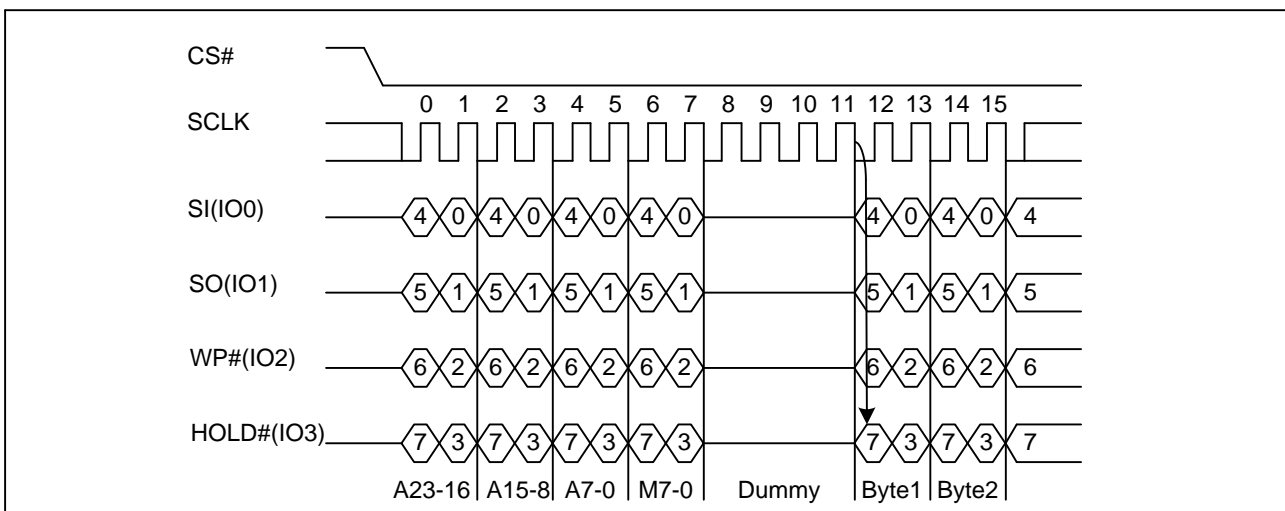 CS#
0 1 2 3 4 5 6 7 8 9 10 11 12 13 14 15
SCLK
SI(IO0) 4 0 4 0 4 0 4 0 4 0 4 0 4
SO(IO1) 5 1 5 1 5 1 5 1 5 1 5 1 5
WP#(IO2) 6 2 6 2 6 2 6 2 6 2 6 2 6
HOLD#(IO3) 7 3 7 3 7 3 7 3 7 3 7 3 7
A23-16 A15-8 A7-0 M7-0 Dummy Byte1 Byte2